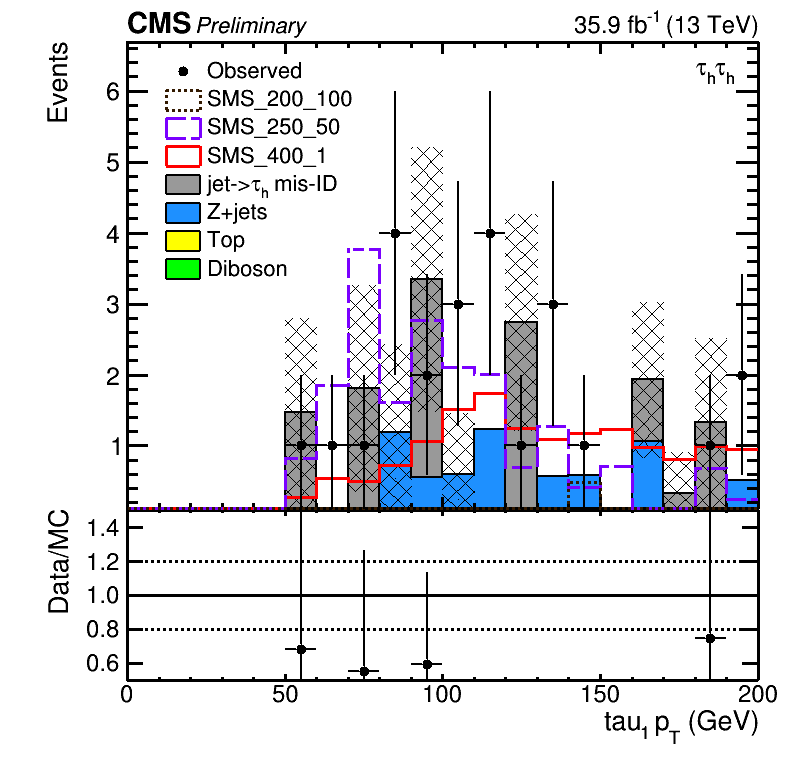 CMS Preliminary 35.9 fb⁻¹ (13 TeV)
Events
τhτh
Observed
SMS_200_100
SMS_250_50
SMS_400_1
jet->τh mis-ID
Z+jets
Top
Diboson
6
5
4
3
2
1
Data/MC
1.4
1.2
1.0
0.8
0.6
0 50 100 150 200
tau1 pT (GeV)